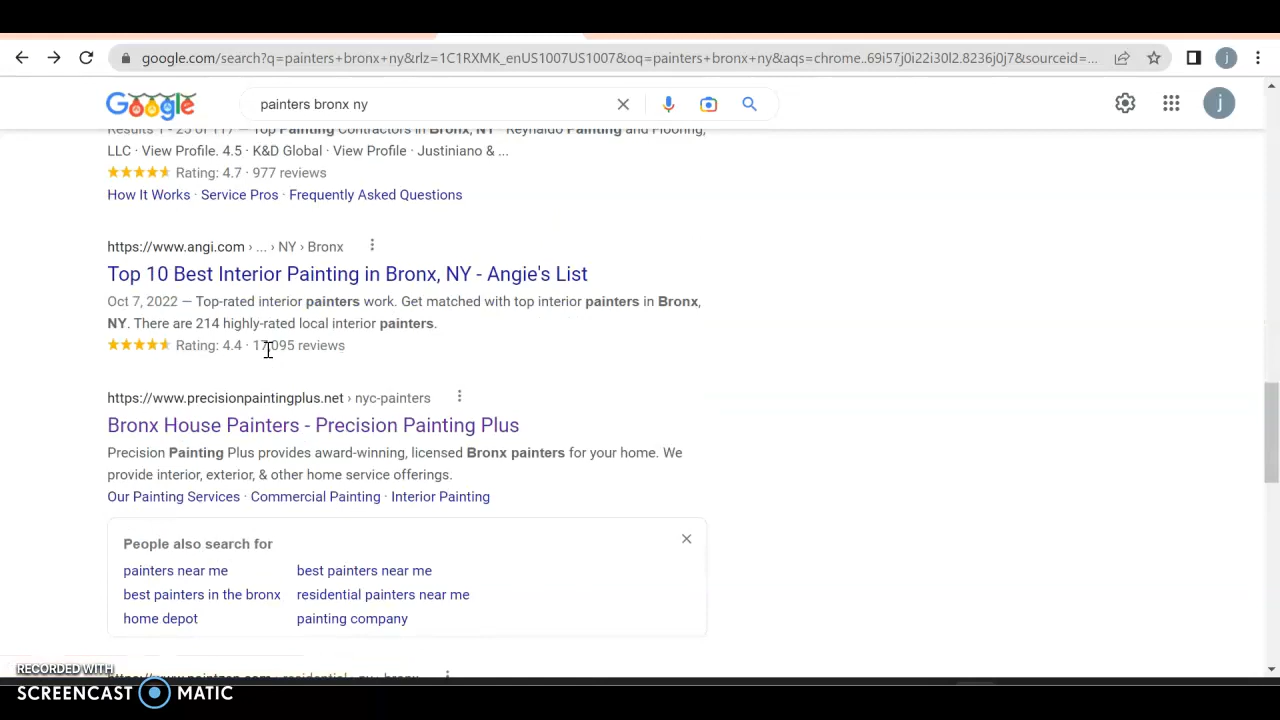 google.com/search?q=painters+bronx+ny&rlz=1C1RXMK_enUS1007US1007&oq=painters+bronx+ny&aqs=chrome..69i57j0i22i30l2.8236j0j7&sourceid=...
j
Google
painters bronx ny
j
Results 1 - 25 of 117 — Top Painting Contractors in Bronx, NY · Reynaldo Painting and Flooring,
LLC · View Profile. 4.5 · K&D Global · View Profile · Justiniano & ...
Rating: 4.7 · 977 reviews
How It Works · Service Pros · Frequently Asked Questions
https://www.angi.com › ... › NY › Bronx
Top 10 Best Interior Painting in Bronx, NY - Angie's List
Oct 7, 2022 — Top-rated interior painters work. Get matched with top interior painters in Bronx,
NY. There are 214 highly-rated local interior painters.
Rating: 4.4 · 17,095 reviews
https://www.precisionpaintingplus.net › nyc-painters
Bronx House Painters - Precision Painting Plus
Precision Painting Plus provides award-winning, licensed Bronx painters for your home. We
provide interior, exterior, & other home service offerings.
Our Painting Services · Commercial Painting · Interior Painting
People also search for
painters near me
best painters near me
best painters in the bronx
residential painters near me
home depot
painting company
https://www.paintzen.com › residential › ny › bronx
RECORDED WITH
SCREENCAST MATIC